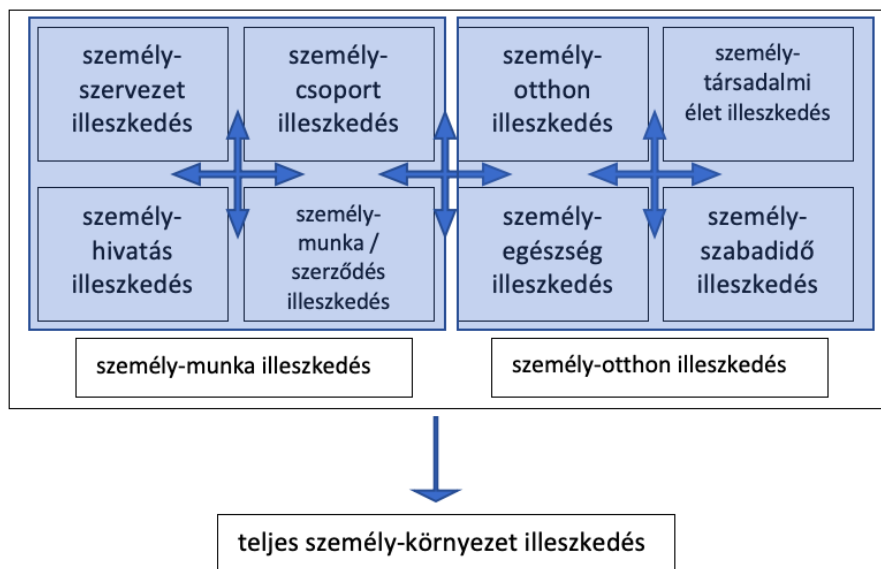 személy-
szervezet
illeszkedés
személy-
csoport
illeszkedés
személy-
otthon
illeszkedés
személy-
társadalmi
élet illeszkedés
személy-
hivatás
illeszkedés
személy-
munka /
szerződés
illeszkedés
személy-
egészség
illeszkedés
személy-
szabadidő
illeszkedés
személy-munka illeszkedés
személy-otthon illeszkedés
teljes személy-környezet illeszkedés